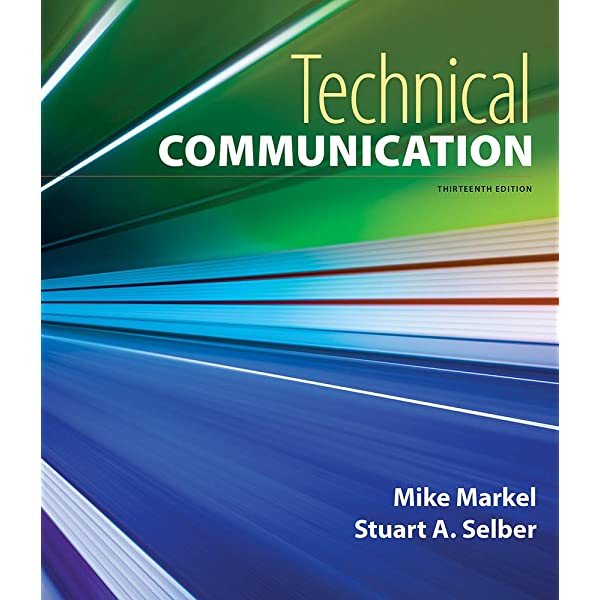 Technical
COMMUNICATION
THIRTEENTH EDITION
Mike Markel
Stuart A. Selber